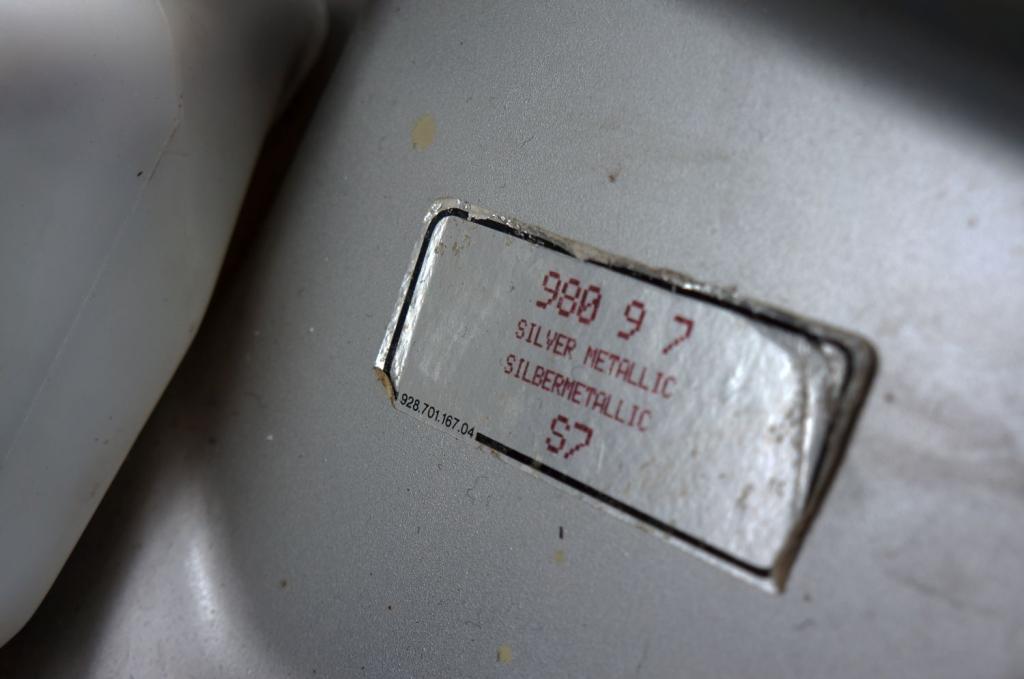 980 9 7
SILVER METALLIC
SILBERMETALLIC
S7
928.701.167.04